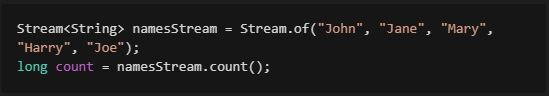 Stream<String> namesStream = Stream.of("John", "Jane", "Mary",
"Harry", "Joe");
long count = namesStream.count();